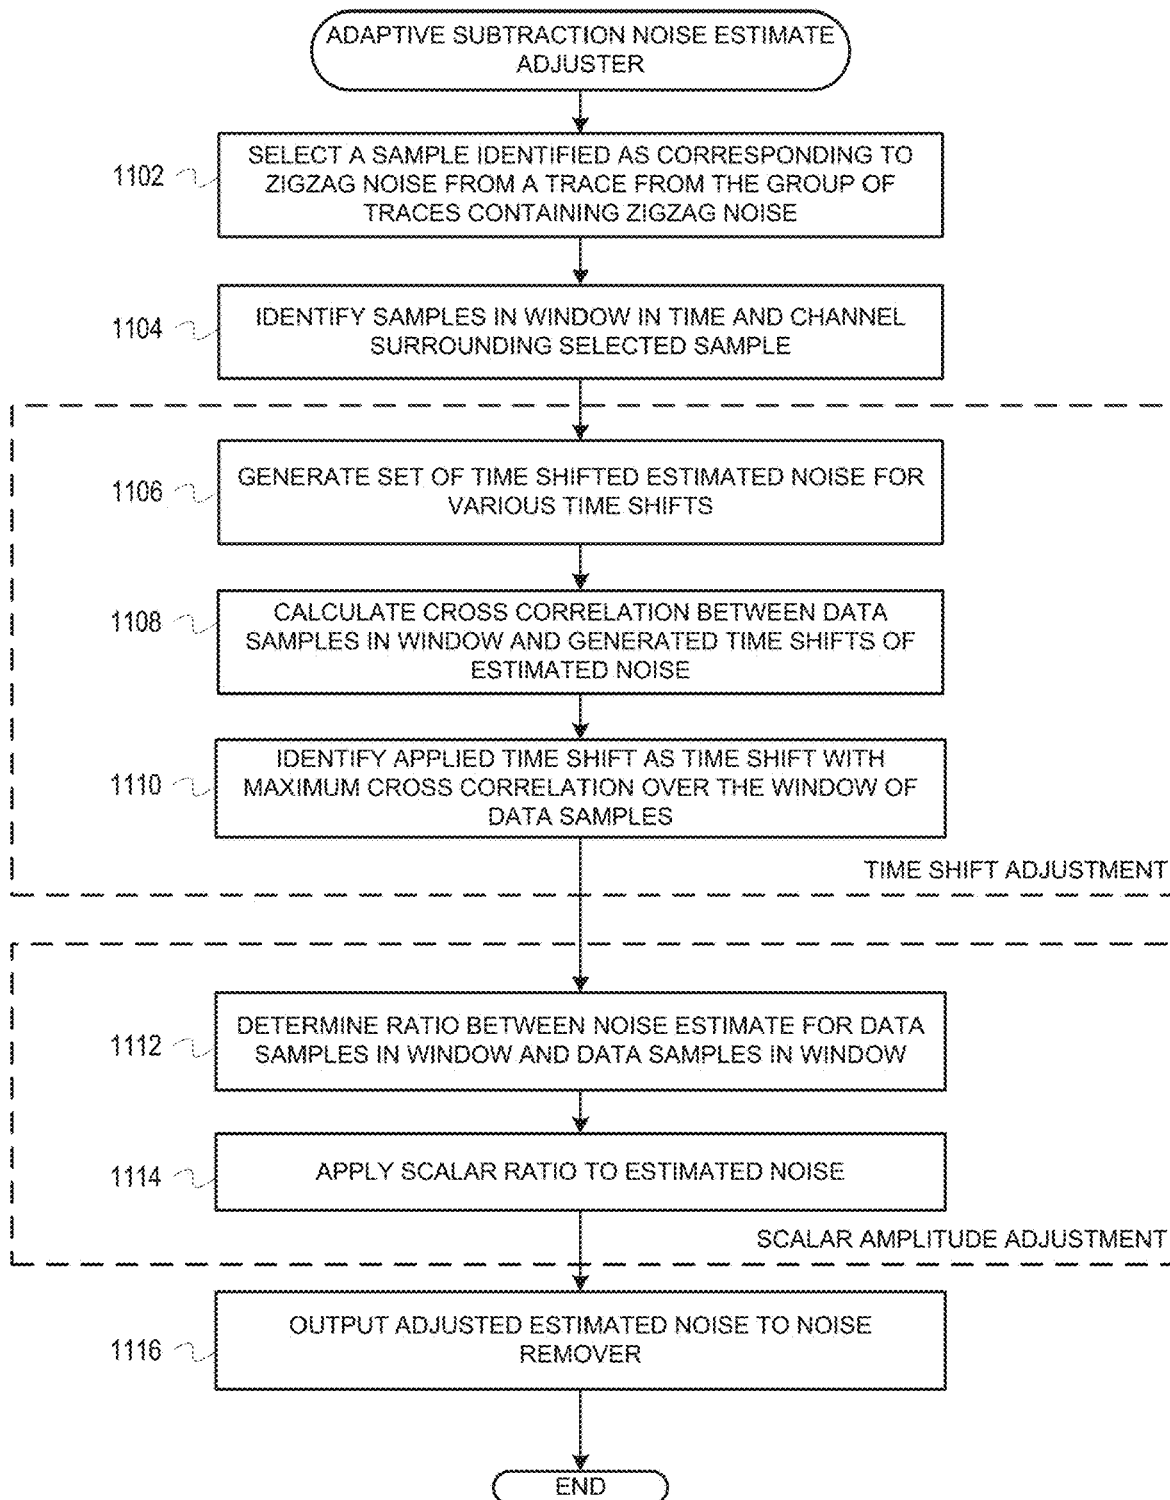 ADAPTIVE SUBTRACTION NOISE ESTIMATE
ADJUSTER
1102
SELECT A SAMPLE IDENTIFIED AS CORRESPONDING TO
ZIGZAG NOISE FROM A TRACE FROM THE GROUP OF
TRACES CONTAINING ZIGZAG NOISE
1104
IDENTIFY SAMPLES IN WINDOW IN TIME AND CHANNEL
SURROUNDING SELECTED SAMPLE
1106
GENERATE SET OF TIME SHIFTED ESTIMATED NOISE FOR
VARIOUS TIME SHIFTS
1108
CALCULATE CROSS CORRELATION BETWEEN DATA
SAMPLES IN WINDOW AND GENERATED TIME SHIFTS OF
ESTIMATED NOISE
1110
IDENTIFY APPLIED TIME SHIFT AS TIME SHIFT WITH
MAXIMUM CROSS CORRELATION OVER THE WINDOW OF
DATA SAMPLES
TIME SHIFT ADJUSTMENT
1112
DETERMINE RATIO BETWEEN NOISE ESTIMATE FOR DATA
SAMPLES IN WINDOW AND DATA SAMPLES IN WINDOW
1114
APPLY SCALAR RATIO TO ESTIMATED NOISE
SCALAR AMPLITUDE ADJUSTMENT
1116
OUTPUT ADJUSTED ESTIMATED NOISE TO NOISE
REMOVER
END